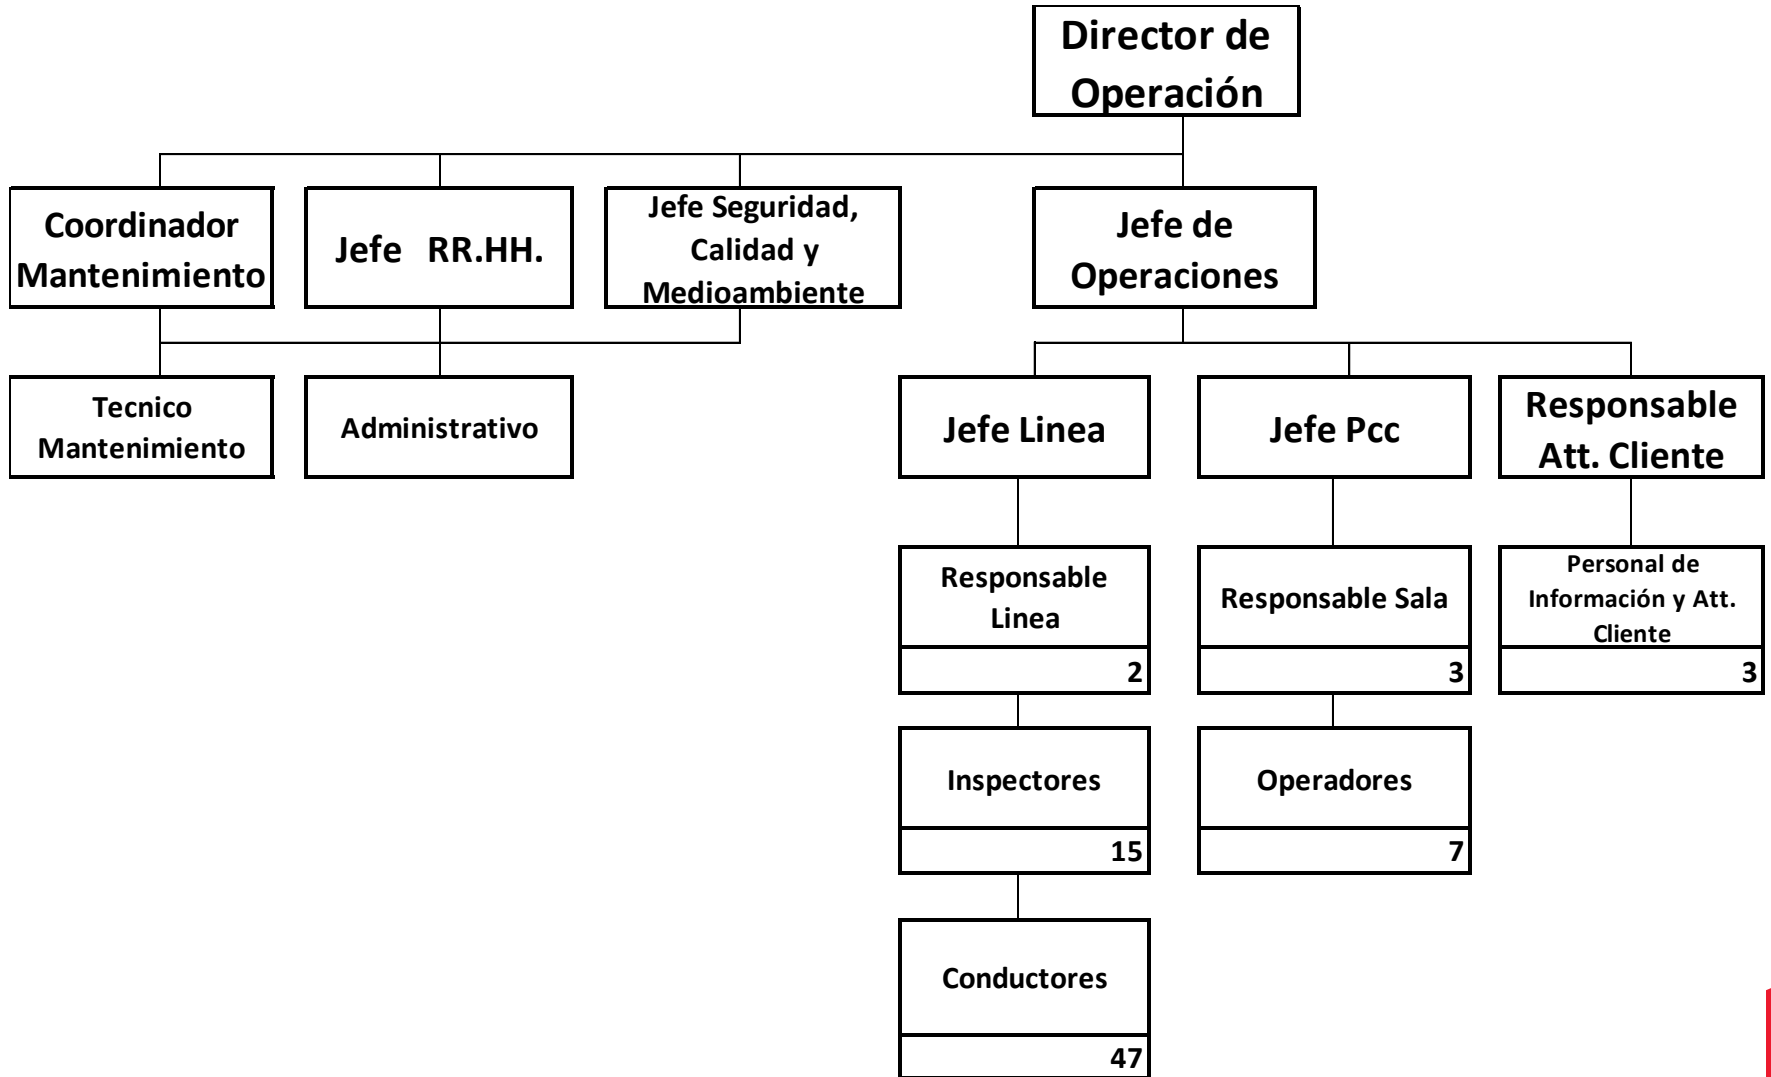 Director de
Operación
Coordinador
Mantenimiento
Jefe RR.HH.
Jefe Seguridad,
Calidad y
Medioambiente
Jefe de
Operaciones
Tecnico
Mantenimiento
Administrativo
Jefe Linea
Jefe Pcc
Responsable
Att. Cliente
Responsable
Linea
2
Responsable Sala
3
Personal de
Información y Att.
Cliente
3
Inspectores
15
Operadores
7
Conductores
47